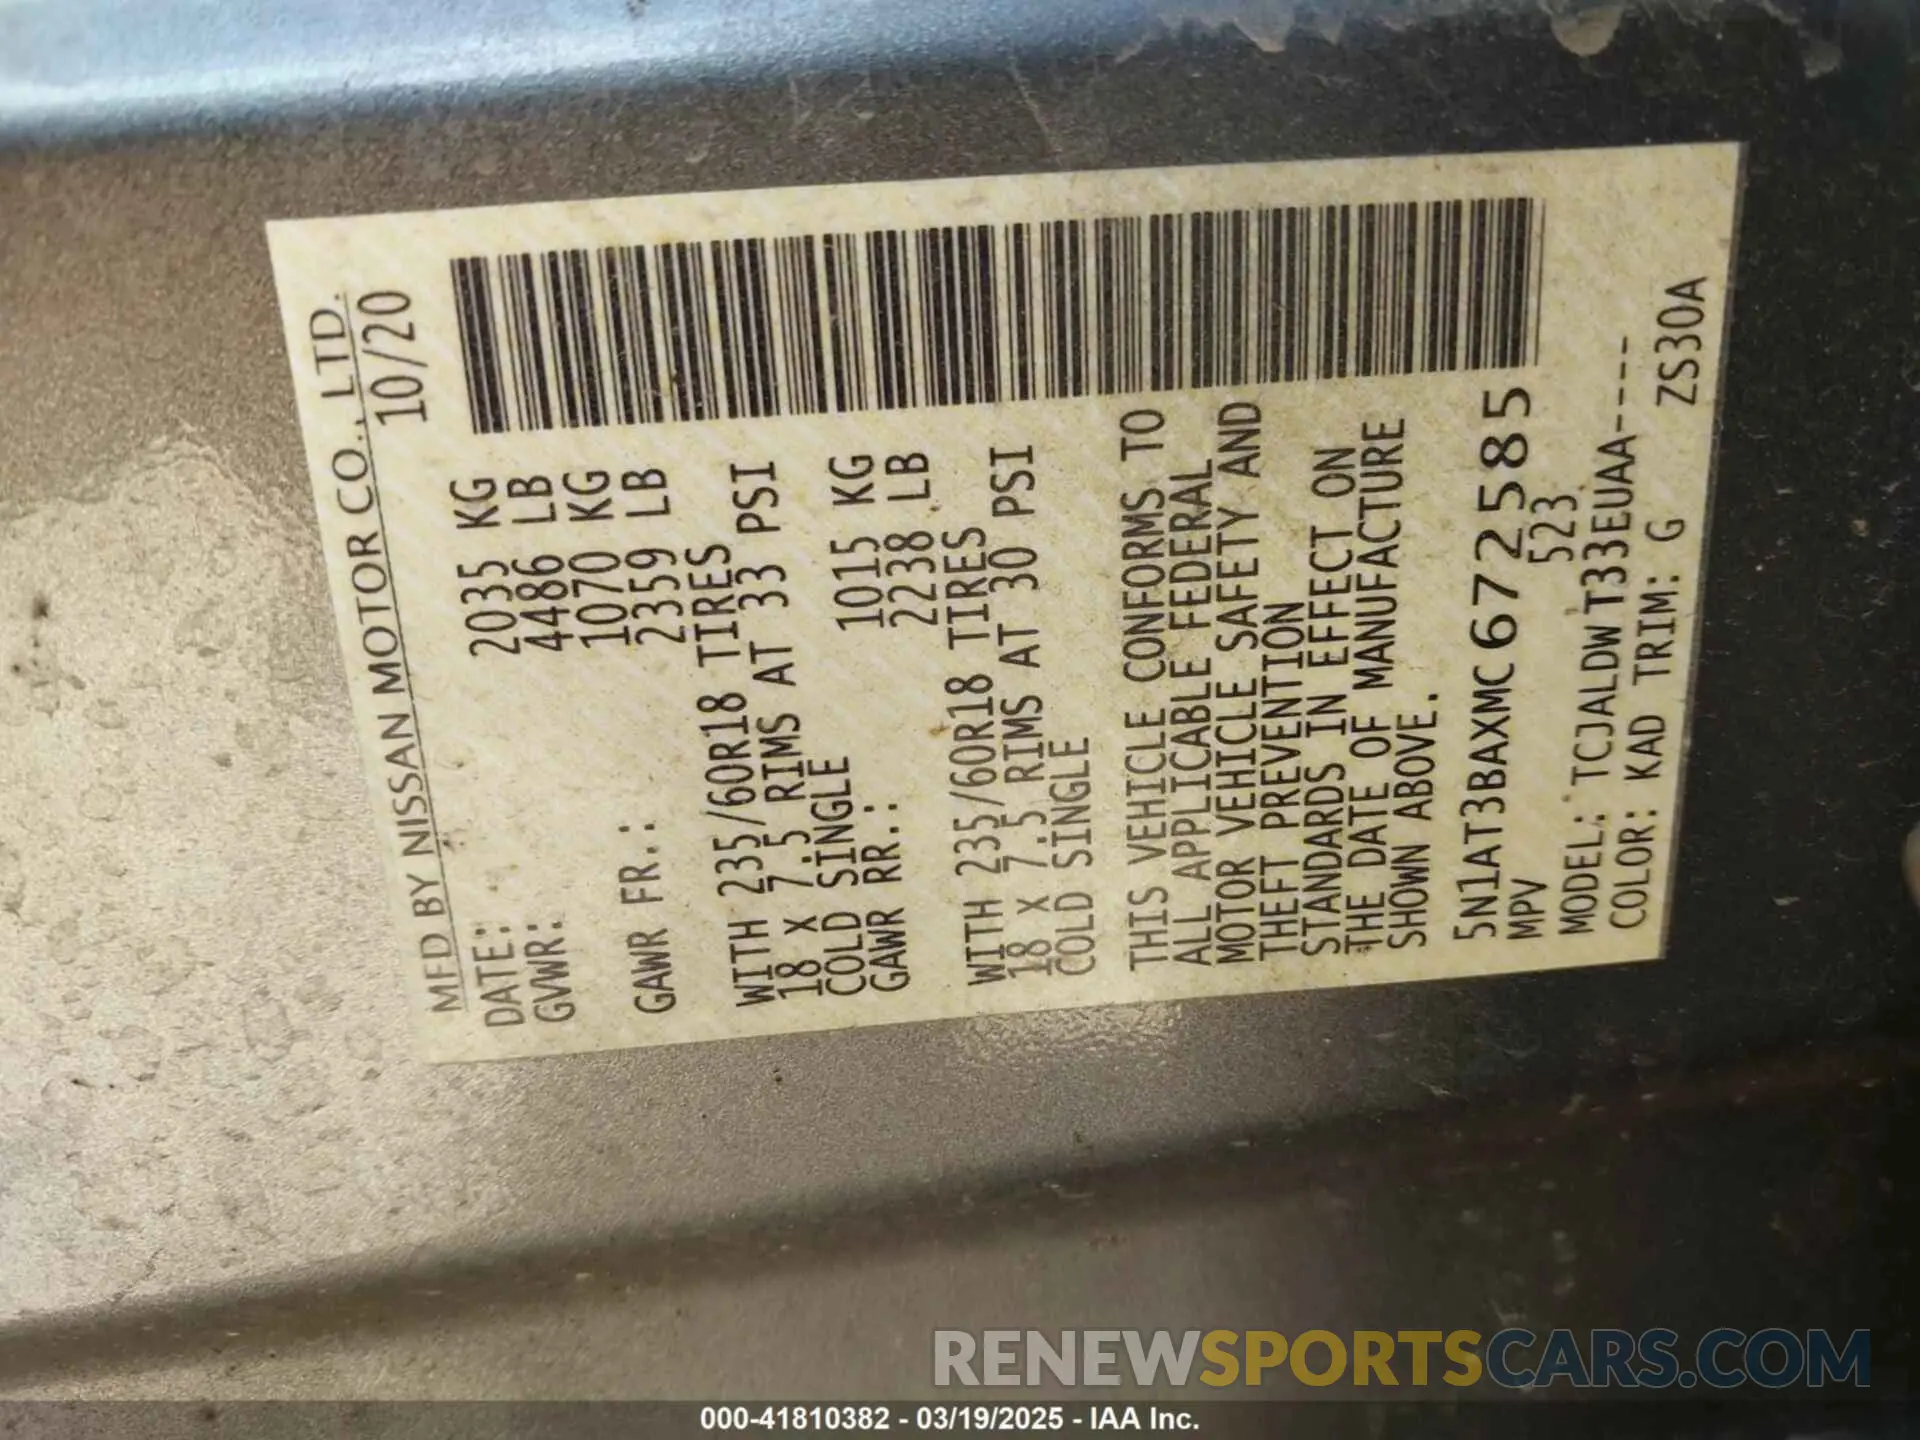 MFD BY NISSAN MOTOR CO., LTD.
DATE: 10/20
GVWR: 2035 KG
4486 LB
GAWR FR.: 1070 KG
2359 LB
WITH 235/60R18 TIRES
18 X 7.5 RIMS AT 33 PSI
COLD SINGLE
GAWR RR.: 1015 KG
2238 LB
WITH 235/60R18 TIRES
18 X 7.5 RIMS AT 30 PSI
COLD SINGLE
THIS VEHICLE CONFORMS TO
ALL APPLICABLE FEDERAL
MOTOR VEHICLE SAFETY AND
THEFT PREVENTION
STANDARDS IN EFFECT ON
THE DATE OF MANUFACTURE
SHOWN ABOVE.
5N1AT3BAXMC672585
MPV 523
MODEL: TCJALDWT33EUAA----
COLOR: KAD TRIM: G ZS30A
RENEWSPORTSCARS.COM
000-41810382 - 03/19/2025 - IAA Inc.